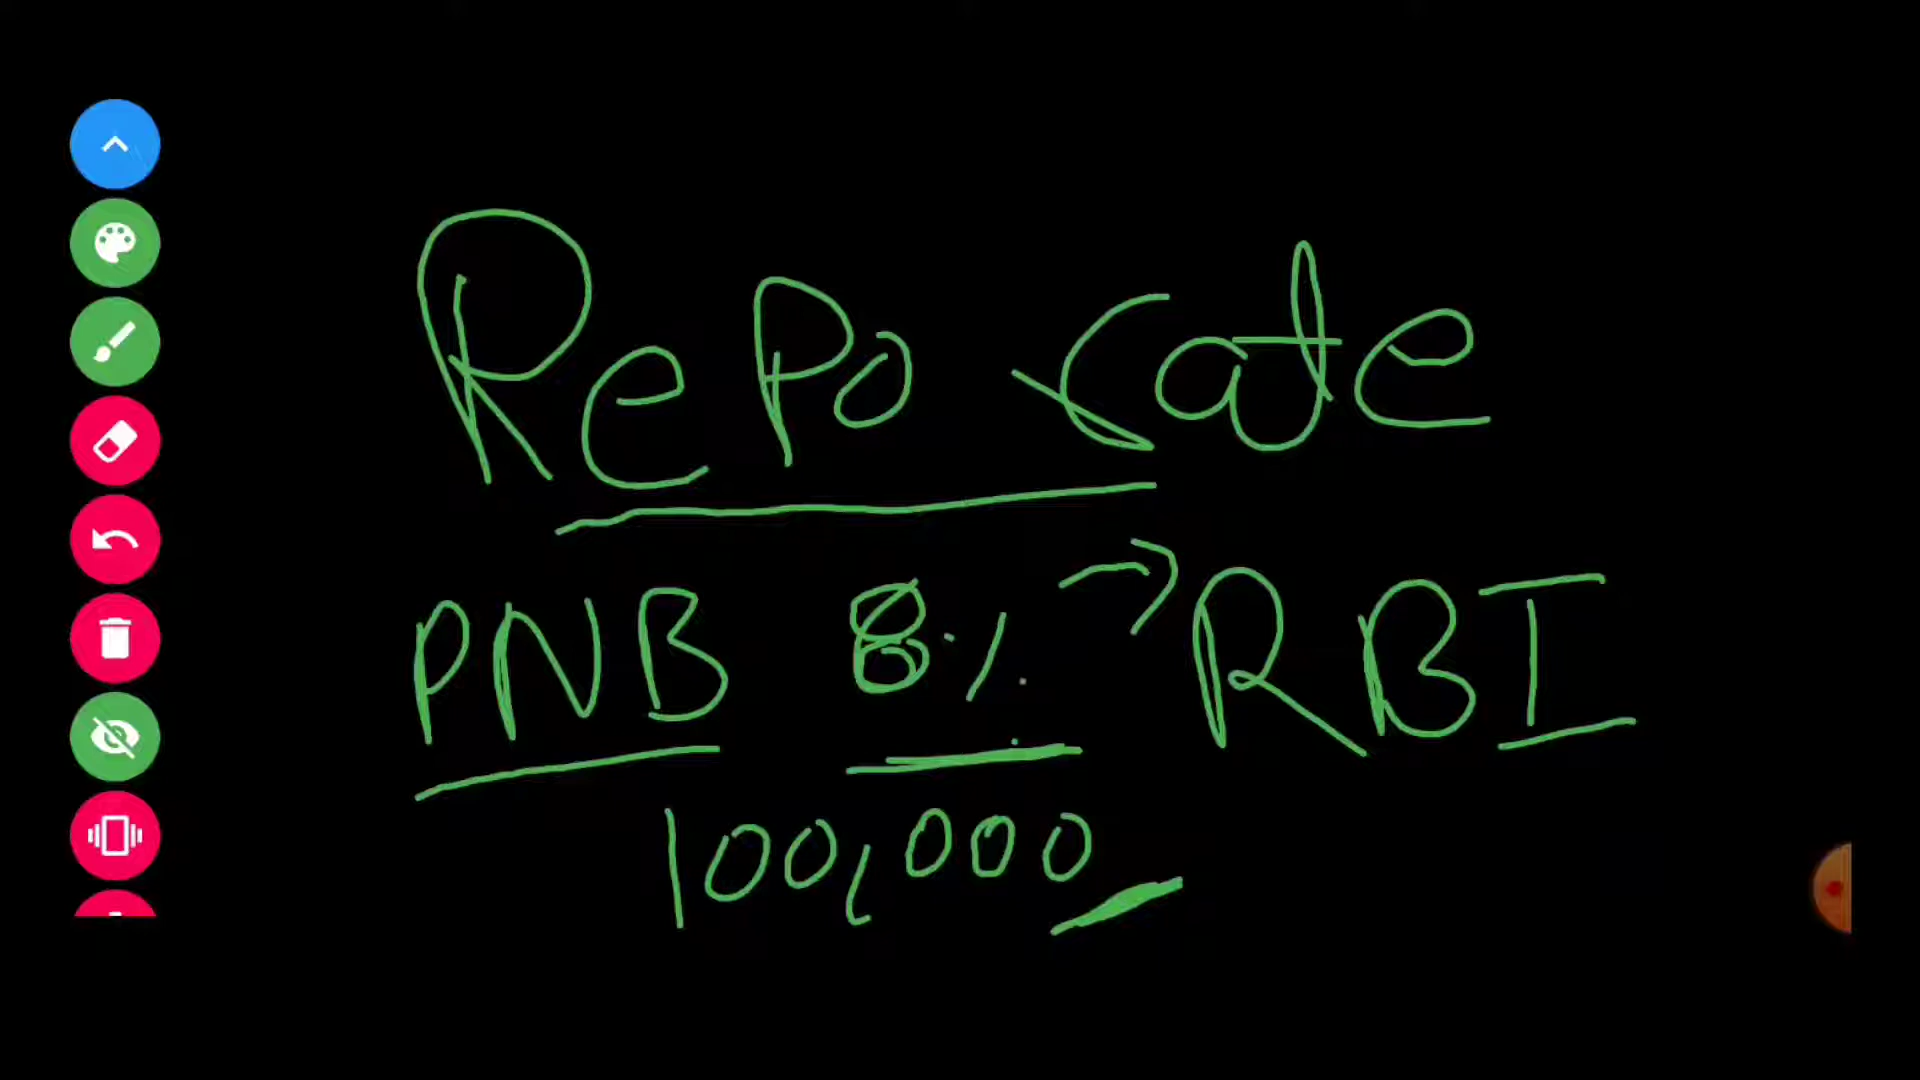 RePo rate
PNB 8% → RBI
100,000